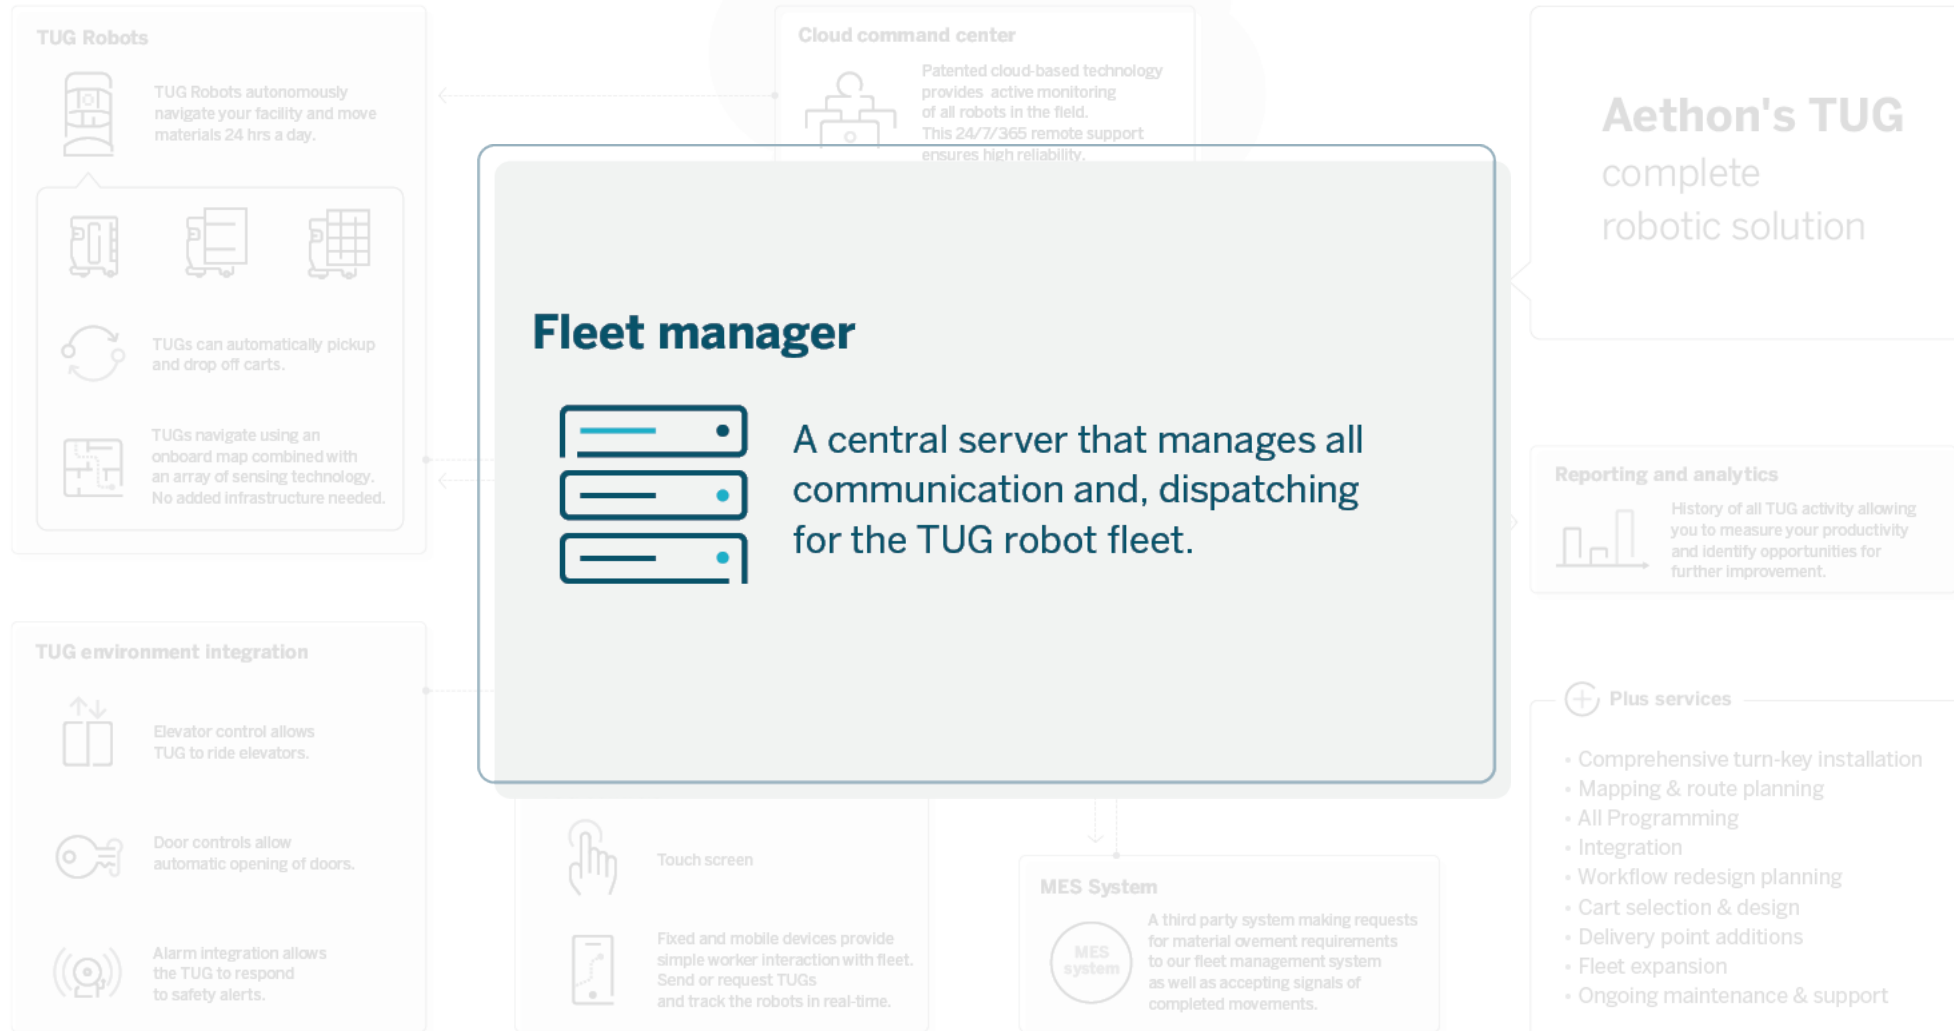 TUG Robots
TUG Robots autonomously
navigate your facility and move
materials 24 hrs a day.
TUGs can automatically pickup
and drop off carts.
TUGs navigate using an
onboard map combined with
an array of sensing technology.
No added infrastructure needed.
Cloud command center
Patented cloud-based technology
provides active monitoring
of all robots in the field.
This 24/7/365 remote support
ensures high reliability.
Aethon's TUG
complete
robotic solution
Fleet manager
A central server that manages all
communication and, dispatching
for the TUG robot fleet.
Reporting and analytics
History of all TUG activity allowing
you to measure your productivity
and identify opportunities for
further improvement.
TUG environment integration
Elevator control allows
TUG to ride elevators.
Door controls allow
automatic opening of doors.
Alarm integration allows
the TUG to respond
to safety alerts.
Touch screen
Fixed and mobile devices provide
simple worker interaction with fleet.
Send or request TUGs
and track the robots in real-time.
MES System
MES
system
A third party system making requests
for material ovement requirements
to our fleet management system
as well as accepting signals of
completed movements.
Plus services
• Comprehensive turn-key installation
• Mapping & route planning
• All Programming
• Integration
• Workflow redesign planning
• Cart selection & design
• Delivery point additions
• Fleet expansion
• Ongoing maintenance & support